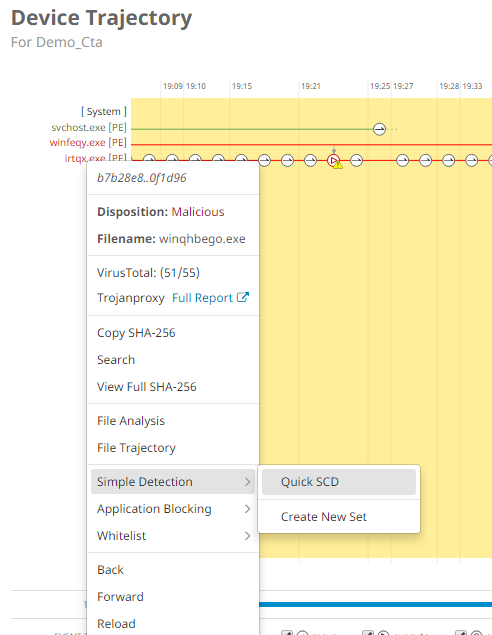 Device Trajectory
For Demo_Cta
19:09 19:10 19:15 19:21 19:25 19:27 19:28 19:33
[ System ]
svchost.exe [PE]
winfeqy.exe [PE]
irtqx.exe [PE]
b7b28e8..0f1d96
Disposition: Malicious
Filename: winqhbego.exe
VirusTotal: (51/55)
Trojanproxy Full Report
Copy SHA-256
Search
View Full SHA-256
File Analysis
File Trajectory
Simple Detection
Quick SCD
Application Blocking
Create New Set
Whitelist
Back
Forward
Reload